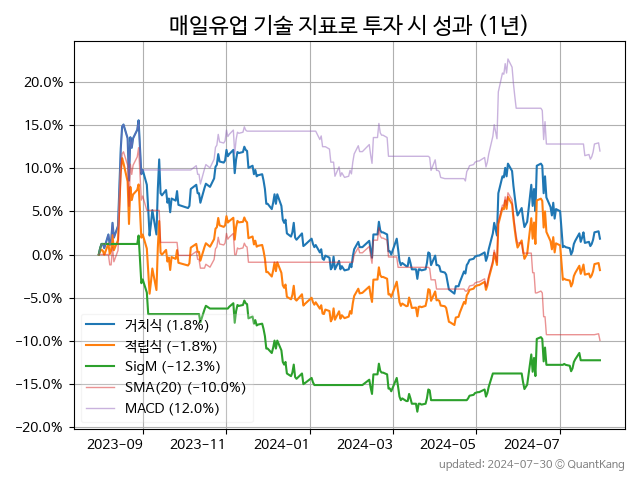 매일유업 기술 지표로 투자 시 성과 (1년)
20.0%
15.0%
10.0%
5.0%
0.0%
−5.0%
−10.0%
−15.0%
−20.0%
거치식 (1.8%)
적립식 (−1.8%)
SigM (−12.3%)
SMA(20) (−10.0%)
MACD (12.0%)
2023−09 2023−11 2024−01 2024−03 2024−05 2024−07
updated: 2024−07−30 © QuantKang